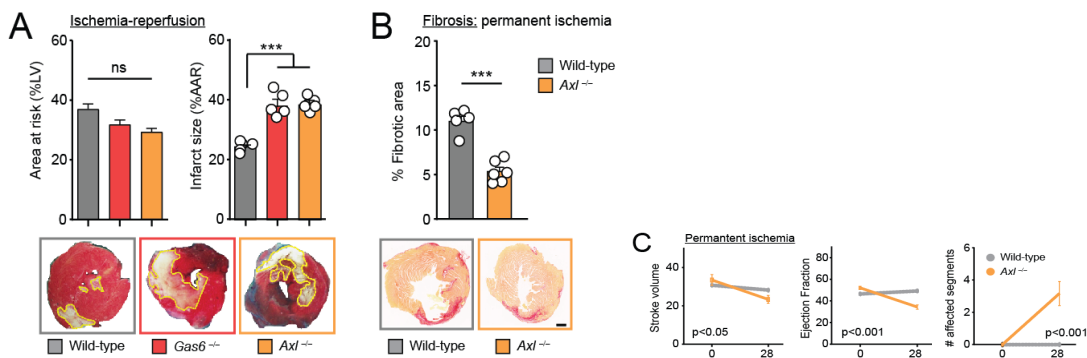 A
Ischemia-reperfusion
Area at risk (%LV)
60
40
20
0
ns
Infarct size (%AAR)
60
40
20
0
***
Wild-type
Gas6 –/–
Axl –/–
B
Fibrosis: permanent ischemia
% Fibrotic area
20
15
10
5
0
***
Wild-type
Axl –/–
Wild-type
Axl –/–
C
Permantent ischemia
Stroke volume
40
20
0
p<0.05
0
28
Ejection Fraction
80
60
40
20
0
p<0.001
0
28
# affected segments
6
4
2
0
p<0.001
0
28
Wild-type
Axl –/–